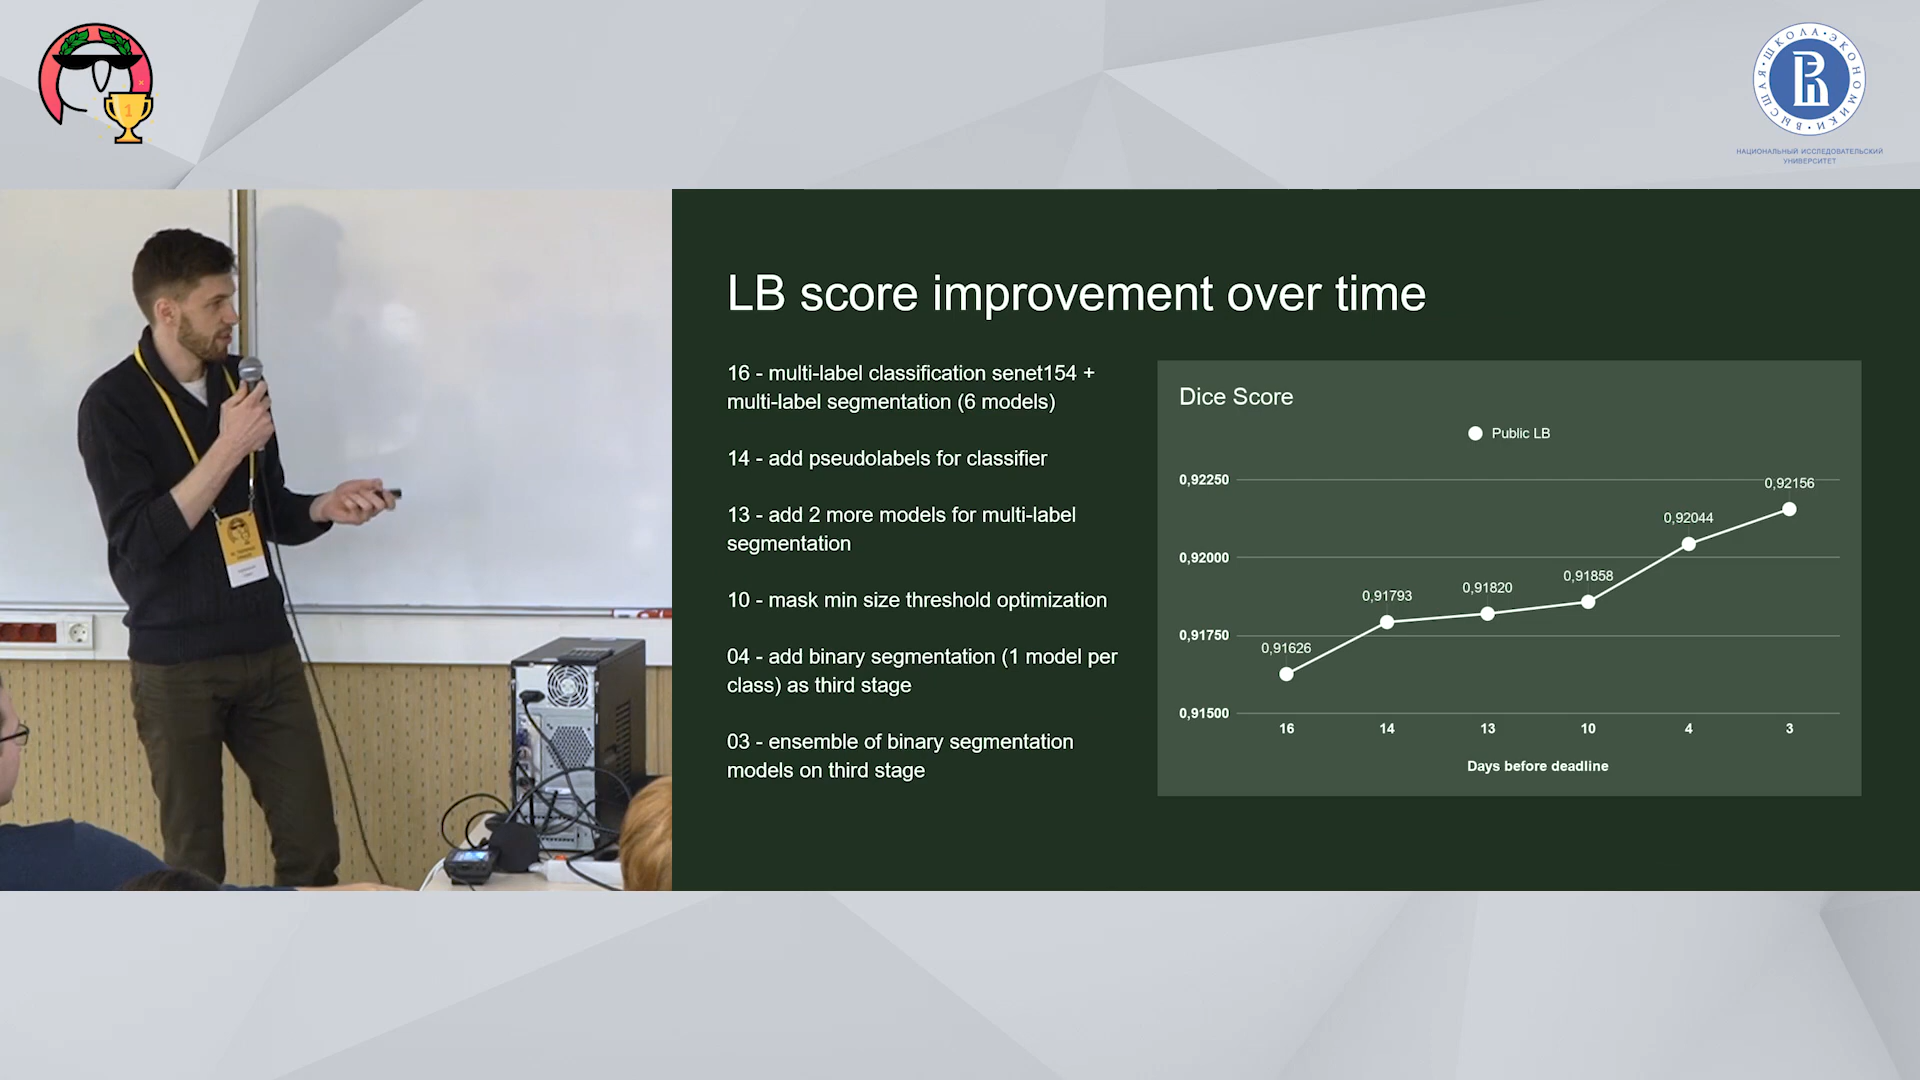 1
ВЫСШАЯ • ШКОЛА • ЭКОНОМИКИ •
НАЦИОНАЛЬНЫЙ ИССЛЕДОВАТЕЛЬСКИЙ
УНИВЕРСИТЕТ
LB score improvement over time
16 - multi-label classification senet154 +
multi-label segmentation (6 models)
14 - add pseudolabels for classifier
13 - add 2 more models for multi-label
segmentation
10 - mask min size threshold optimization
04 - add binary segmentation (1 model per
class) as third stage
03 - ensemble of binary segmentation
models on third stage
Dice Score
Public LB
0,92250
0,92000
0,91750
0,91500
0,91626
0,91793
0,91820
0,91858
0,92044
0,92156
16 14 13 10 4 3
Days before deadline